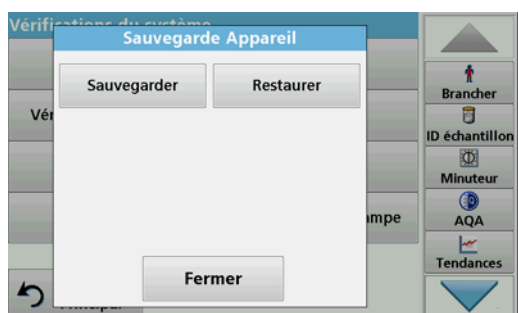 Vérifications du système
Sauvegarde Appareil
Sauvegarder
Restaurer
Fermer
Brancher
ID échantillon
Minuteur
AQA
Tendances